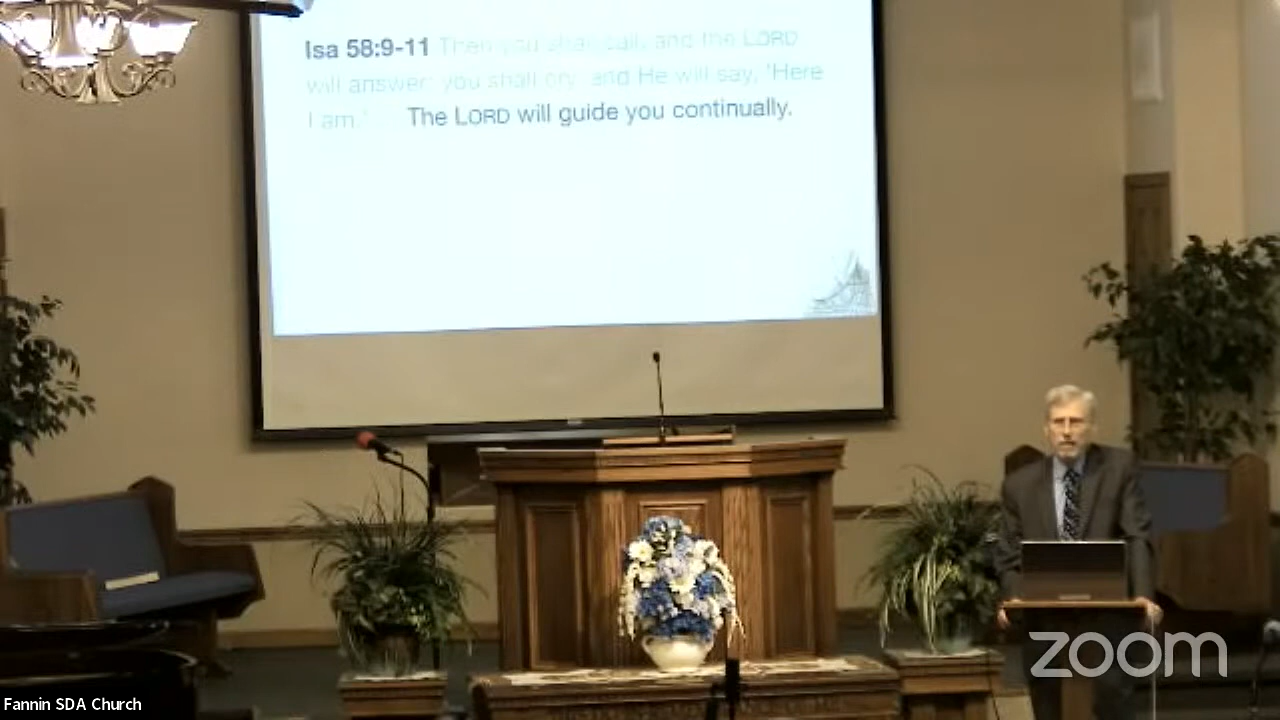 Isa 58:9-11 Then you shall call, and the LORD
will answer; you shall cry, and He will say, 'Here
I am.' The LORD will guide you continually.
zoom
Fannin SDA Church